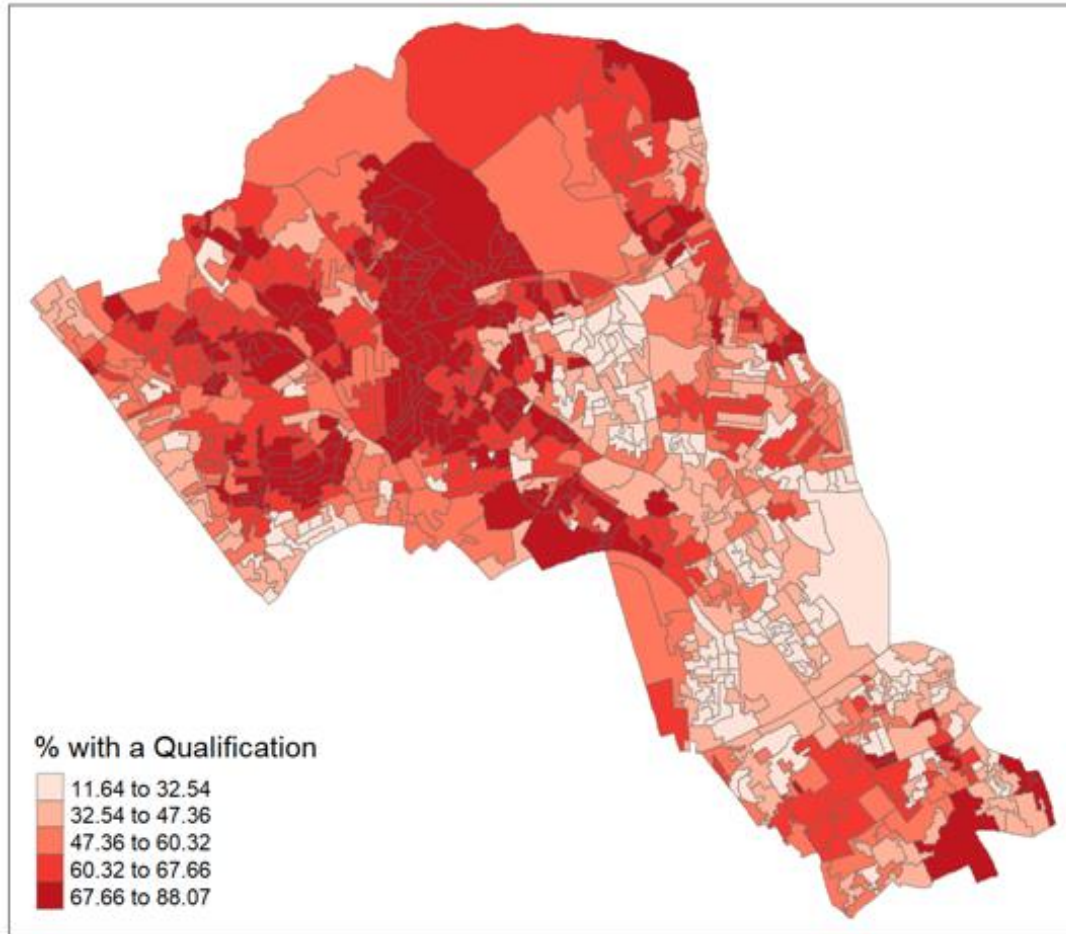 % with a Qualification
11.64 to 32.54
32.54 to 47.36
47.36 to 60.32
60.32 to 67.66
67.66 to 88.07